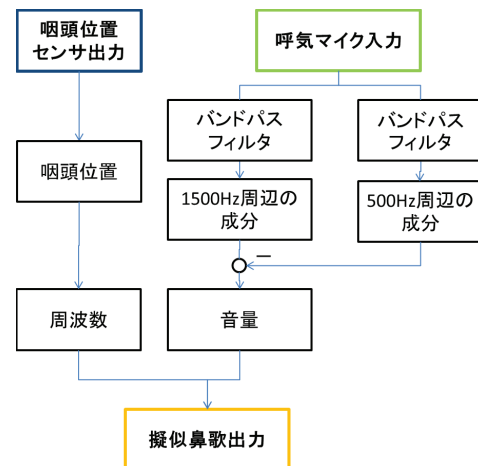 咽頭位置
センサ出力
呼気マイク入力
バンドパス
フィルタ
バンドパス
フィルタ
咽頭位置
1500Hz周辺の
成分
500Hz周辺の
成分
－
周波数
音量
擬似鼻歌出力